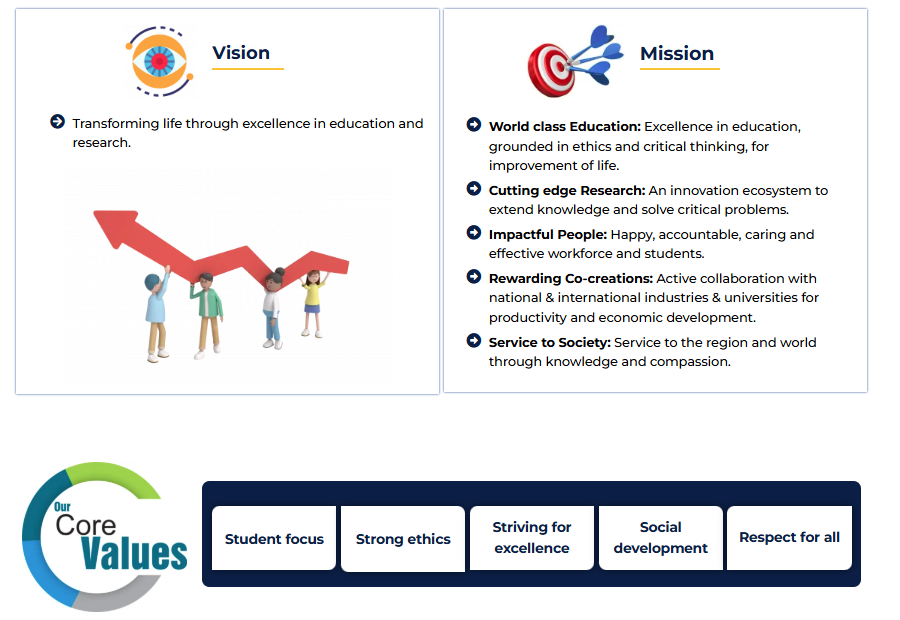 Vision
Transforming life through excellence in education and
research.
Mission
World class Education: Excellence in education,
grounded in ethics and critical thinking, for
improvement of life.
Cutting edge Research: An innovation ecosystem to
extend knowledge and solve critical problems.
Impactful People: Happy, accountable, caring and
effective workforce and students.
Rewarding Co-creations: Active collaboration with
national & international industries & universities for
productivity and economic development.
Service to Society: Service to the region and world
through knowledge and compassion.
Our
Core
Values
Student focus
Strong ethics
Striving for
excellence
Social
development
Respect for all